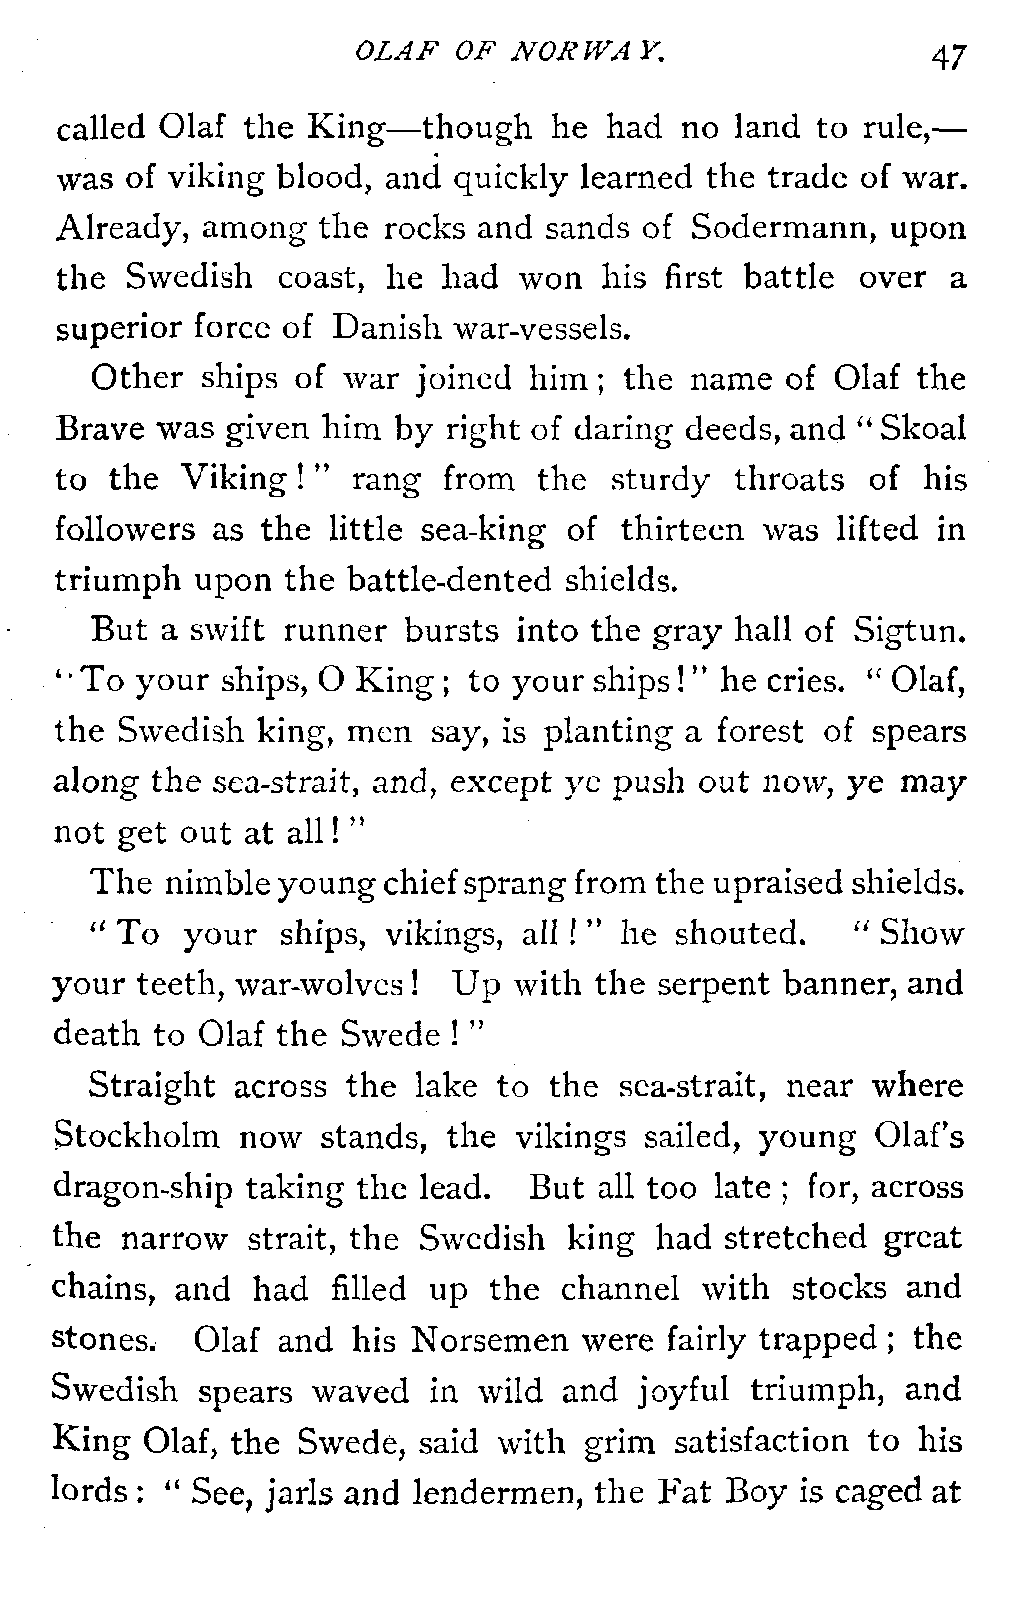 OLAF OF NORWAY. 47
called Olaf the King—though he had no land to rule,—
was of viking blood, and quickly learned the trade of war.
Already, among the rocks and sands of Sodermann, upon
the Swedish coast, he had won his first battle over a
superior force of Danish war-vessels.
Other ships of war joined him; the name of Olaf the
Brave was given him by right of daring deeds, and "Skoal
to the Viking!" rang from the sturdy throats of his
followers as the little sea-king of thirteen was lifted in
triumph upon the battle-dented shields.
But a swift runner bursts into the gray hall of Sigtun.
"To your ships, O King; to your ships!" he cries. "Olaf,
the Swedish king, men say, is planting a forest of spears
along the sea-strait, and, except ye push out now, ye may
not get out at all!"
The nimble young chief sprang from the upraised shields.
"To your ships, vikings, all!" he shouted. "Show
your teeth, war-wolves! Up with the serpent banner, and
death to Olaf the Swede!"
Straight across the lake to the sea-strait, near where
Stockholm now stands, the vikings sailed, young Olaf's
dragon-ship taking the lead. But all too late; for, across
the narrow strait, the Swedish king had stretched great
chains, and had filled up the channel with stocks and
stones. Olaf and his Norsemen were fairly trapped; the
Swedish spears waved in wild and joyful triumph, and
King Olaf, the Swede, said with grim satisfaction to his
lords: "See, jarls and lendermen, the Fat Boy is caged at